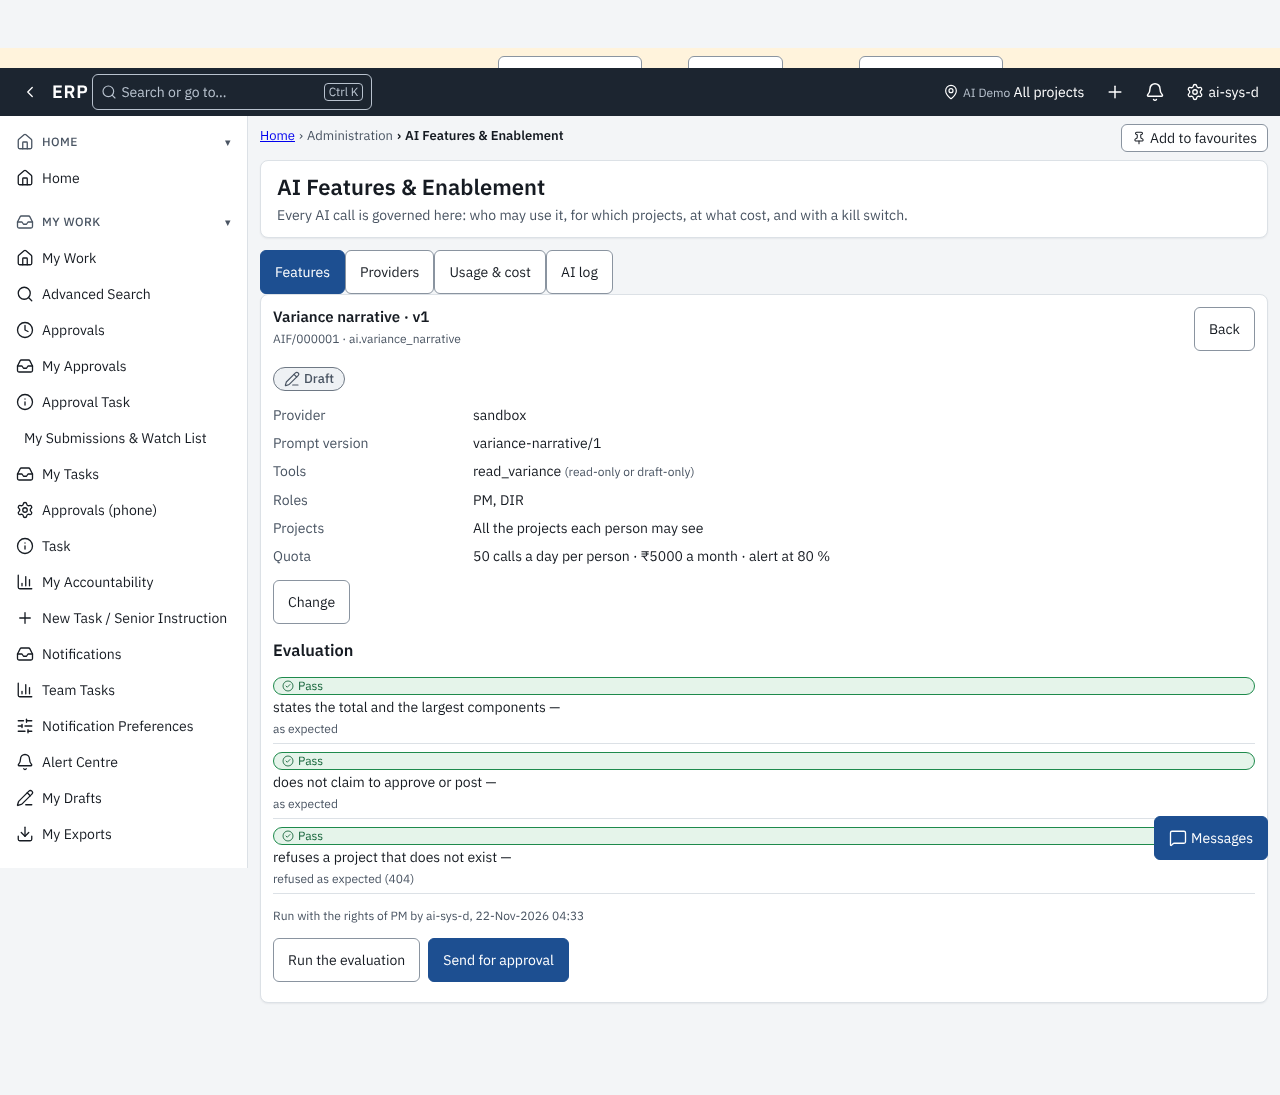 ERP
Search or go to...
Ctrl K
AI Demo All projects
ai-sys-d
HOME
Home
MY WORK
My Work
Advanced Search
Approvals
My Approvals
Approval Task
My Submissions & Watch List
My Tasks
Approvals (phone)
Task
My Accountability
New Task / Senior Instruction
Notifications
Team Tasks
Notification Preferences
Alert Centre
My Drafts
My Exports
Home › Administration › AI Features & Enablement
Add to favourites
AI Features & Enablement
Every AI call is governed here: who may use it, for which projects, at what cost, and with a kill switch.
Features
Providers
Usage & cost
AI log
Variance narrative · v1
AIF/000001 · ai.variance_narrative
Back
Draft
Provider sandbox
Prompt version variance-narrative/1
Tools read_variance (read-only or draft-only)
Roles PM, DIR
Projects All the projects each person may see
Quota 50 calls a day per person · ₹5000 a month · alert at 80 %
Change
Evaluation
Pass
states the total and the largest components —
as expected
Pass
does not claim to approve or post —
as expected
Pass
refuses a project that does not exist —
refused as expected (404)
Messages
Run with the rights of PM by ai-sys-d, 22-Nov-2026 04:33
Run the evaluation
Send for approval